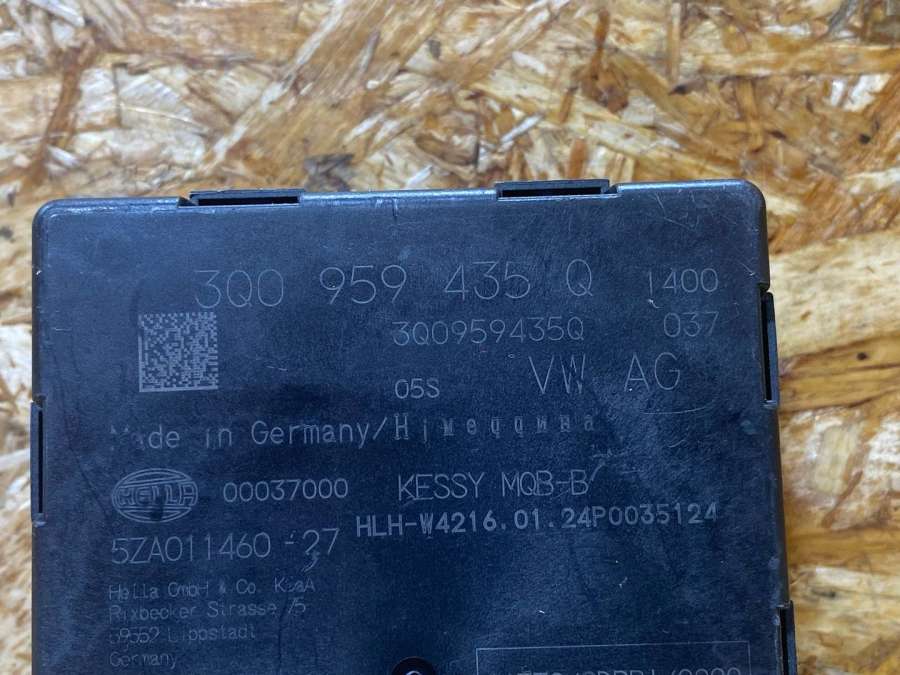 3Q0 959 435 Q 1400
3Q0959435Q 037
05S VW AG
Made in Germany/
HELLA 00037000 KESSY MQB-B
HLH-W4216.01.24P0035124
5ZA011460-27
Hella GmbH & Co. KGaA
Rixbecker Strasse 75
59552 Lippstadt
Germany